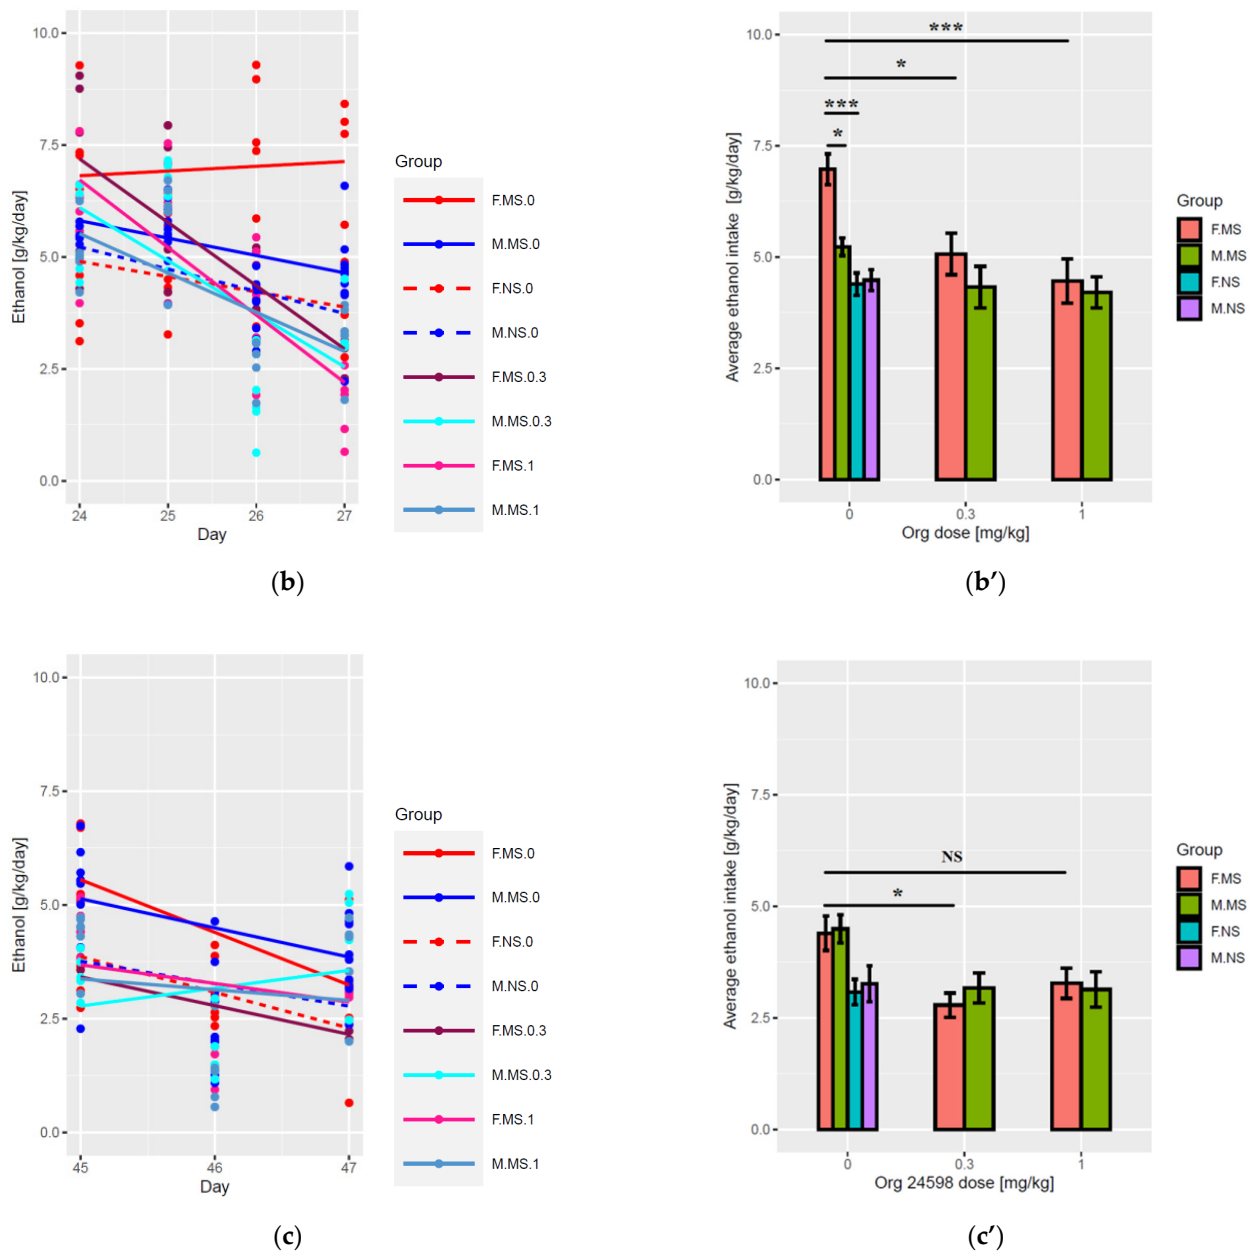 10.0
7.5
5.0
2.5
0.0
Ethanol [g/kg/day]
24 25 26 27
Day
Group
F.MS.0
M.MS.0
F.NS.0
M.NS.0
F.MS.0.3
M.MS.0.3
F.MS.1
M.MS.1
(b)
10.0
7.5
5.0
2.5
0.0
Average ethanol intake [g/kg/day]
***
*
***
*
0 0.3 1
Org dose [mg/kg]
Group
F.MS
M.MS
F.NS
M.NS
(b’)
10.0
7.5
5.0
2.5
0.0
Ethanol [g/kg/day]
45 46 47
Day
Group
F.MS.0
M.MS.0
F.NS.0
M.NS.0
F.MS.0.3
M.MS.0.3
F.MS.1
M.MS.1
(c)
10.0
7.5
5.0
2.5
0.0
Average ethanol intake [g/kg/day]
NS
*
0 0.3 1
Org 24598 dose [mg/kg]
Group
F.MS
M.MS
F.NS
M.NS
(c’)